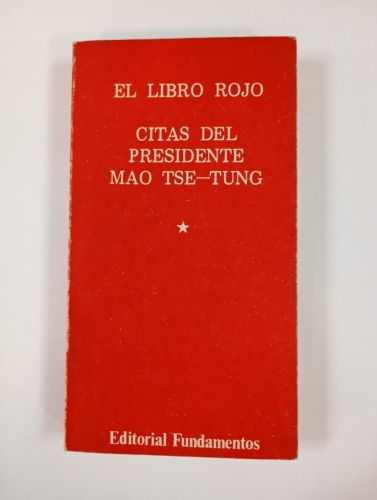 EL LIBRO ROJO
CITAS DEL
PRESIDENTE
MAO TSE—TUNG
Editorial Fundamentos